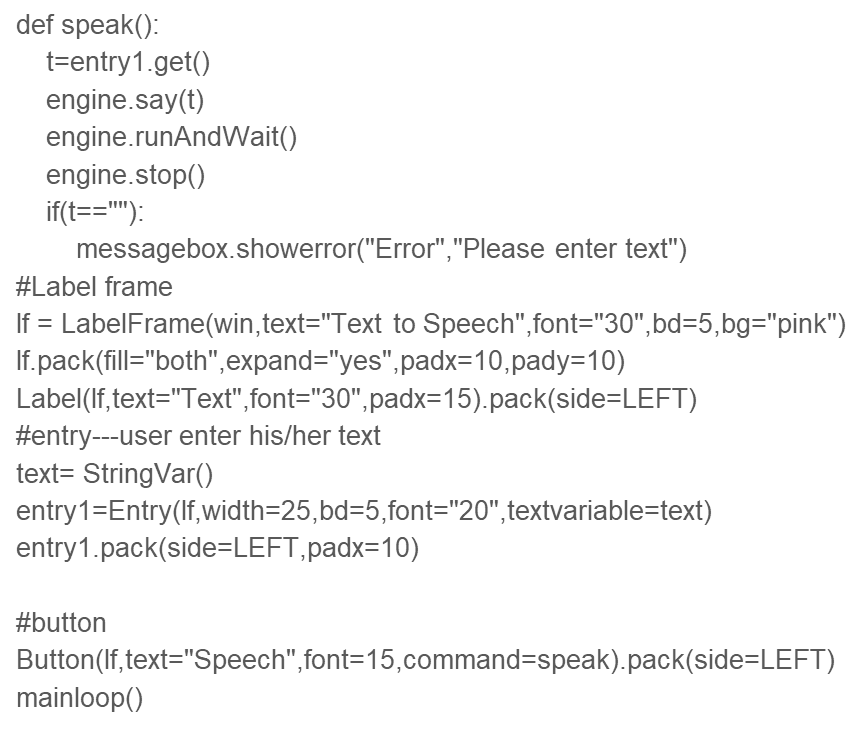 def speak():
    t=entry1.get()
    engine.say(t)
    engine.runAndWait()
    engine.stop()
    if(t==""):
        messagebox.showerror("Error","Please enter text")
#Label frame
lf = LabelFrame(win,text="Text to Speech",font="30",bd=5,bg="pink")
lf.pack(fill="both",expand="yes",padx=10,pady=10)
Label(lf,text="Text",font="30",padx=15).pack(side=LEFT)
#entry---user enter his/her text
text= StringVar()
entry1=Entry(lf,width=25,bd=5,font="20",textvariable=text)
entry1.pack(side=LEFT,padx=10)

#button
Button(lf,text="Speech",font=15,command=speak).pack(side=LEFT)
mainloop()